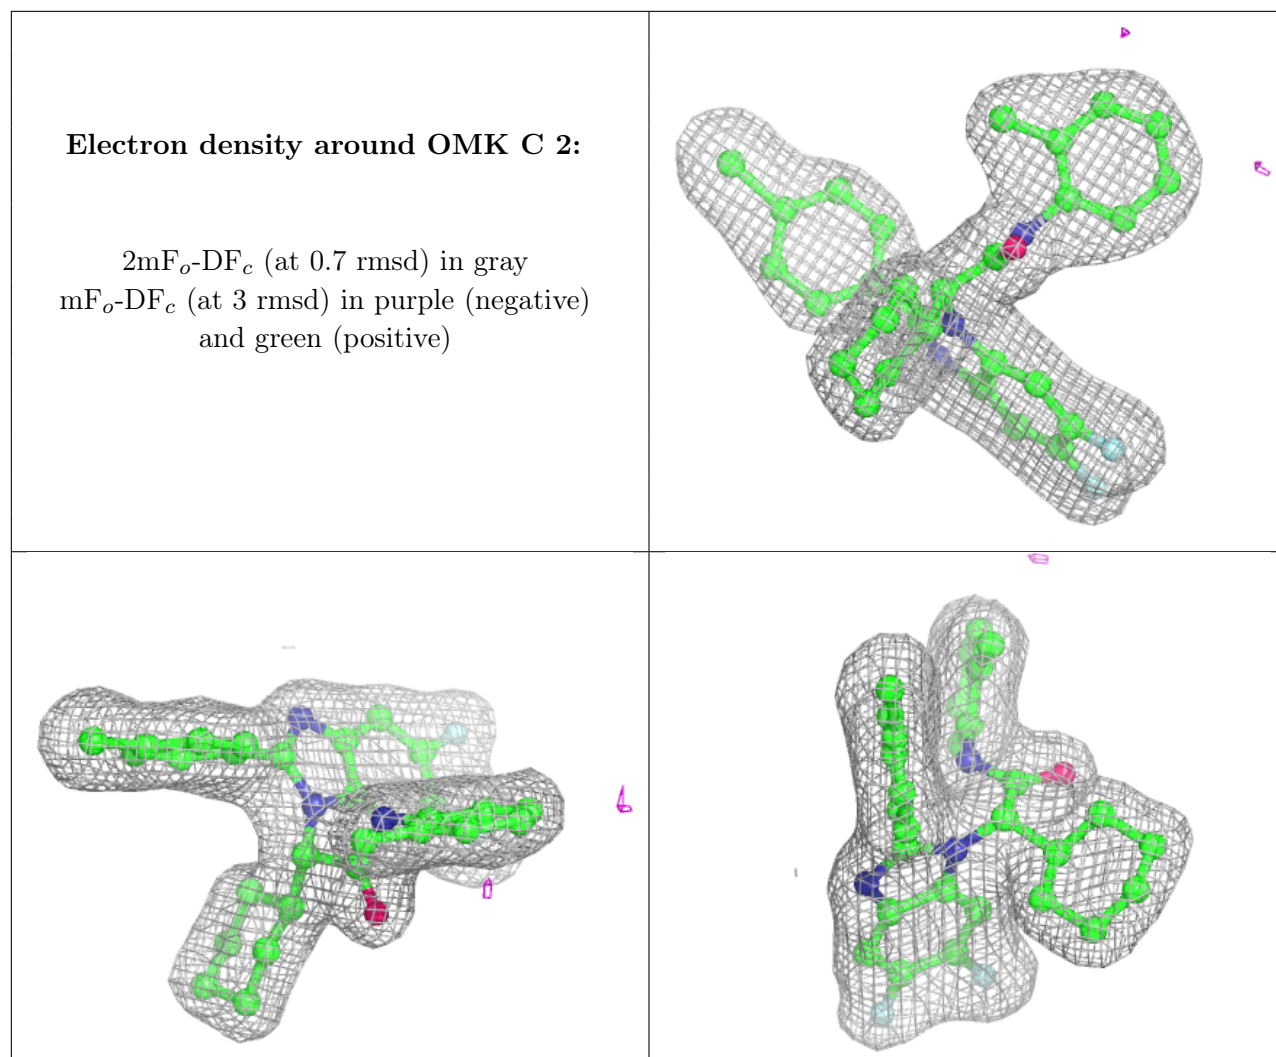 Electron density around OMK C 2:
2mFₒ-DF𝒸 (at 0.7 rmsd) in gray
mFₒ-DF𝒸 (at 3 rmsd) in purple (negative)
and green (positive)